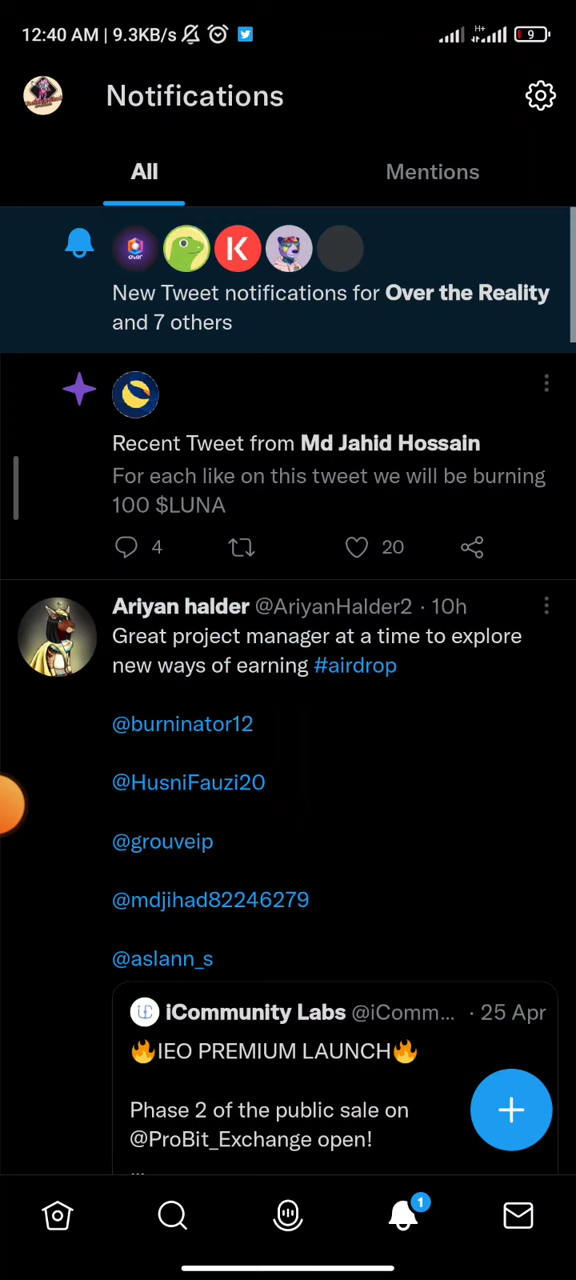 12:40 AM | 9.3KB/s
H+
9
Notifications
All
Mentions
over
K
New Tweet notifications for Over the Reality
and 7 others
Recent Tweet from Md Jahid Hossain
For each like on this tweet we will be burning
100 $LUNA
4
20
Ariyan halder @AriyanHalder2 · 10h
Great project manager at a time to explore
new ways of earning #airdrop
@burninator12
@HusniFauzi20
@grouveip
@mdjihad82246279
@aslann_s
iCommunity Labs @iComm... · 25 Apr
🔥IEO PREMIUM LAUNCH🔥
Phase 2 of the public sale on
@ProBit_Exchange open!
...
1